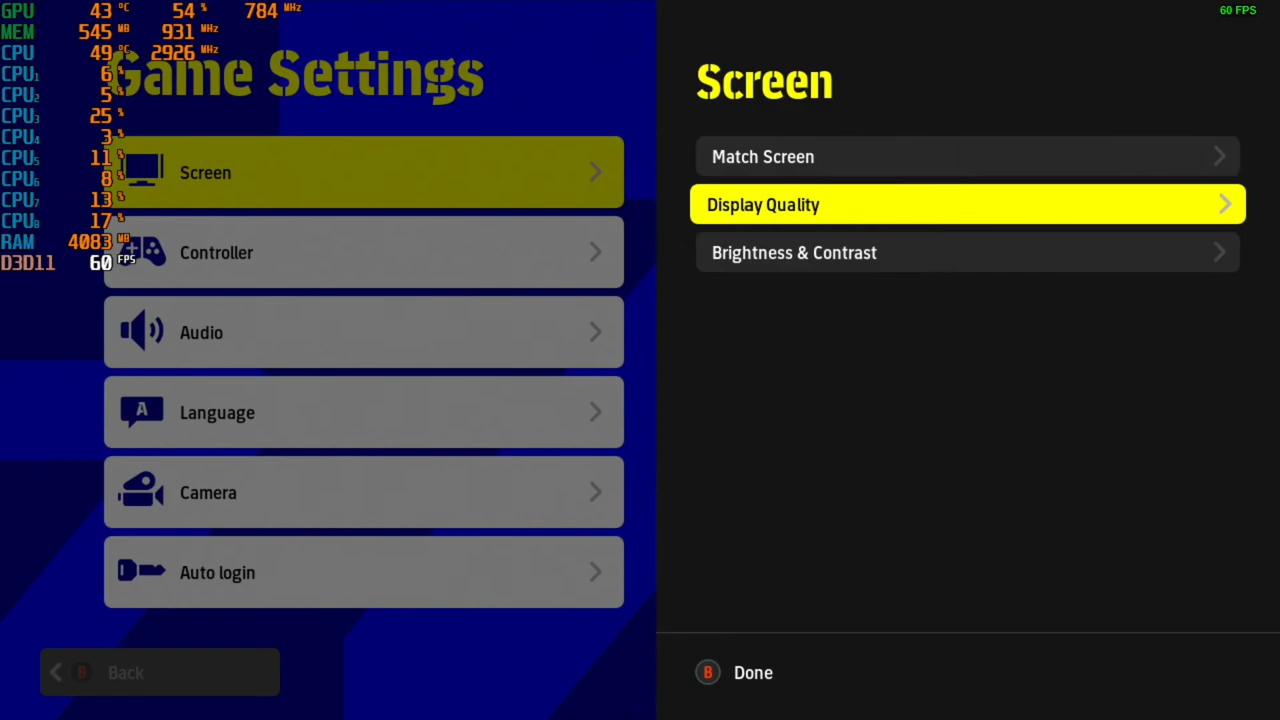 GPU 43 °C 54 % 784 MHz
MEM 545 MB 931 MHz
CPU 49 °C 2926 MHz
CPU1 6 %
CPU2 5 %
CPU3 25 %
CPU4 3 %
CPU5 11 %
CPU6 8 %
CPU7 13 %
CPU8 17 %
RAM 4083 MB
D3D11 60 FPS
Game Settings
Screen
Controller
Audio
A
Language
Camera
Auto login
B Back
60 FPS
Screen
Match Screen
Display Quality
Brightness & Contrast
B Done